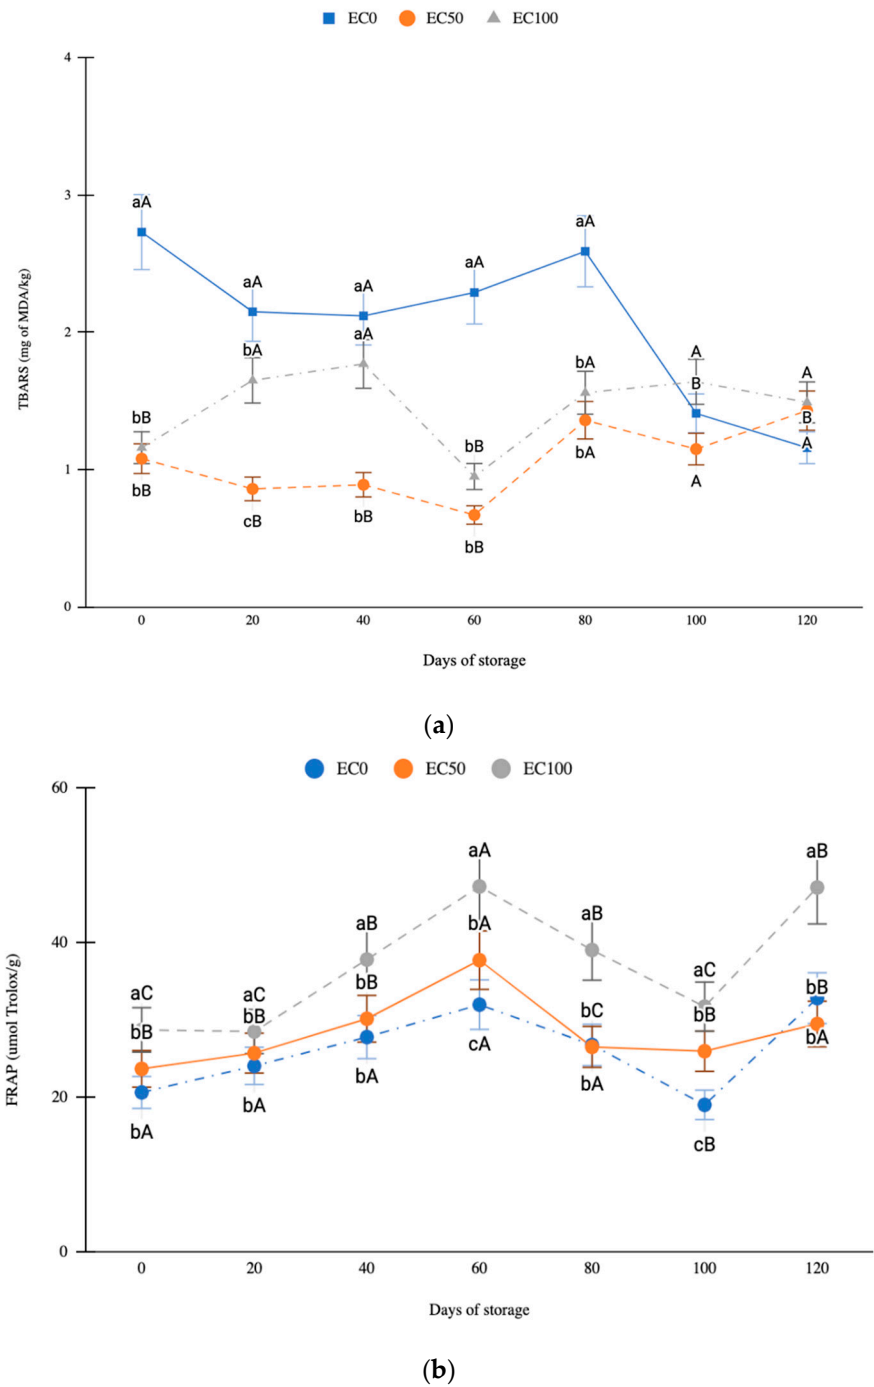 EC0 EC50 EC100
4
aA
3
aA
aA
aA
aA
aA
2
bA
bA
A
B
A
bB
bB
B
A
bA
1
bB
A
cB
bB
bB
0
0 20 40 60 80 100 120
TBARS (mg of MDA/kg)
Days of storage
(a)
EC0 EC50 EC100
60
aA
aB
aB
aB
bA
40
aC
aC
aC
bB
bB
bB
bC
bB
bB
cA
bA
bA
bA
bA
20
bA
cB
0
0 20 40 60 80 100 120
FRAP (umol Trolox/g)
Days of storage
(b)